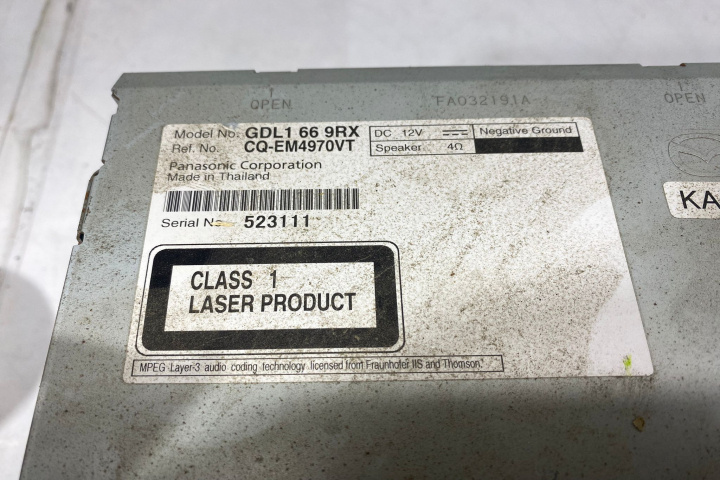 OPEN
FA032191A
OPEN
Model No. GDL1 66 9RX
DC 12V
Negative Ground
Ref. No. CQ-EM4970VT
Speaker 4Ω
Panasonic Corporation
Made in Thailand
KA
Serial No. 523111
CLASS 1
LASER PRODUCT
MPEG Layer-3 audio coding technology licensed from Fraunhofer IIS and Thomson.